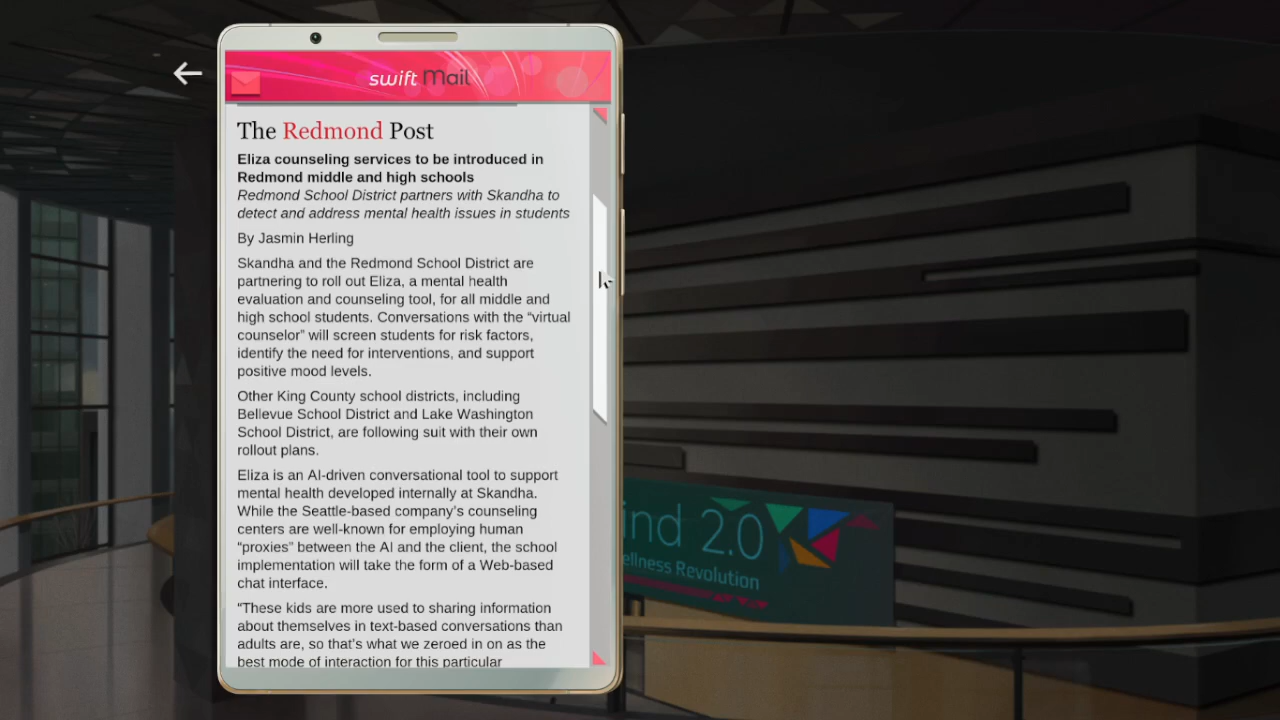 swift Mail
The Redmond Post
Eliza counseling services to be introduced in
Redmond middle and high schools
Redmond School District partners with Skandha to
detect and address mental health issues in students
By Jasmin Herling
Skandha and the Redmond School District are
partnering to roll out Eliza, a mental health
evaluation and counseling tool, for all middle and
high school students. Conversations with the “virtual
counselor” will screen students for risk factors,
identify the need for interventions, and support
positive mood levels.
Other King County school districts, including
Bellevue School District and Lake Washington
School District, are following suit with their own
rollout plans.
Eliza is an AI-driven conversational tool to support
mental health developed internally at Skandha.
While the Seattle-based company’s counseling
centers are well-known for employing human
“proxies” between the AI and the client, the school
implementation will take the form of a Web-based
chat interface.
“These kids are more used to sharing information
about themselves in text-based conversations than
adults are, so that’s what we zeroed in on as the
best mode of interaction for this particular
ind 2.0
ellness Revolution